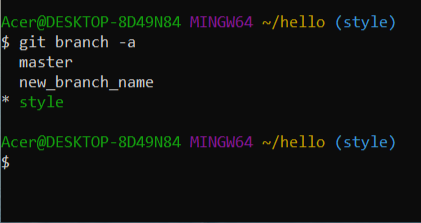 Acer@DESKTOP-8D49N84 MINGW64 ~/hello (style)
$ git branch -a
  master
  new_branch_name
* style
Acer@DESKTOP-8D49N84 MINGW64 ~/hello (style)
$